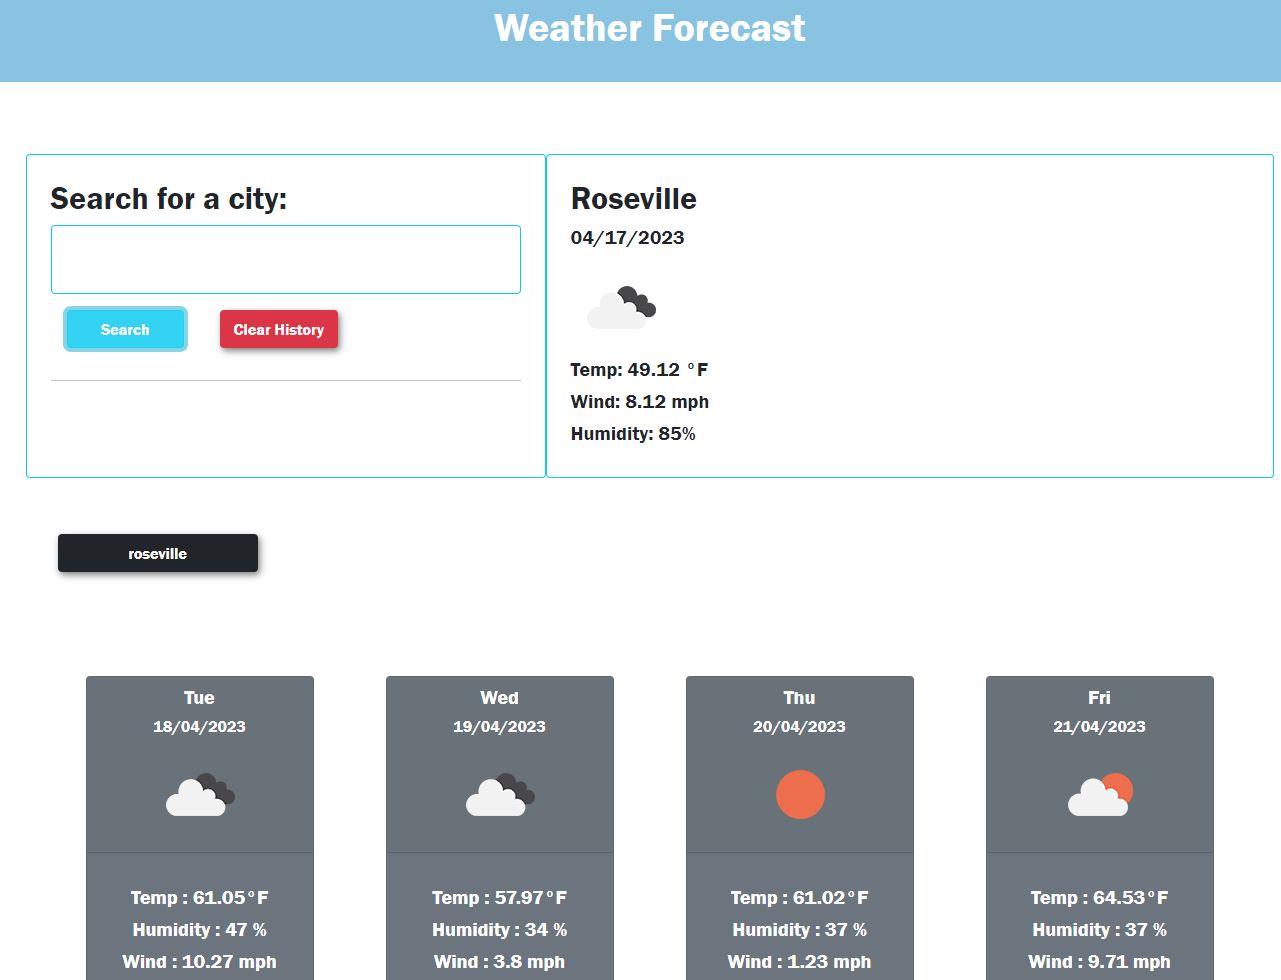 Weather Forecast
Search for a city:
Search
Clear History
Roseville
04/17/2023
Temp: 49.12 °F
Wind: 8.12 mph
Humidity: 85%
roseville
Tue
18/04/2023
Temp : 61.05°F
Humidity : 47 %
Wind : 10.27 mph
Wed
19/04/2023
Temp : 57.97°F
Humidity : 34 %
Wind : 3.8 mph
Thu
20/04/2023
Temp : 61.02°F
Humidity : 37 %
Wind : 1.23 mph
Fri
21/04/2023
Temp : 64.53°F
Humidity : 37 %
Wind : 9.71 mph